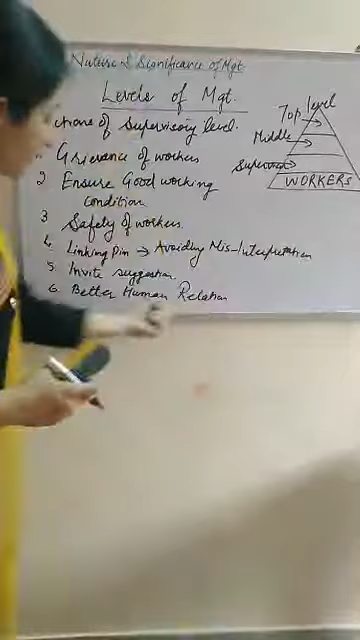 Nature & Significance of Mgt
Levels of Mgt.
ctions of Supervisory level.
1. Grievance of workers
2 Ensure Good working
condition
3 Safety of workers.
4. Linking Pin → Avoiding Mis-Interpretation
5. Invite suggestion.
6. Better Human Relation
Top level
Middle
WORKERS